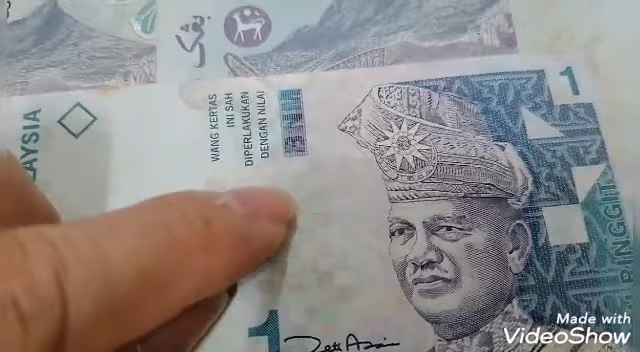 AYSIA
WANG KERTAS
INI SAH
DIPERLAKUKAN
DENGAN NILAI
1
RINGGIT
1
Made with
VideoShow